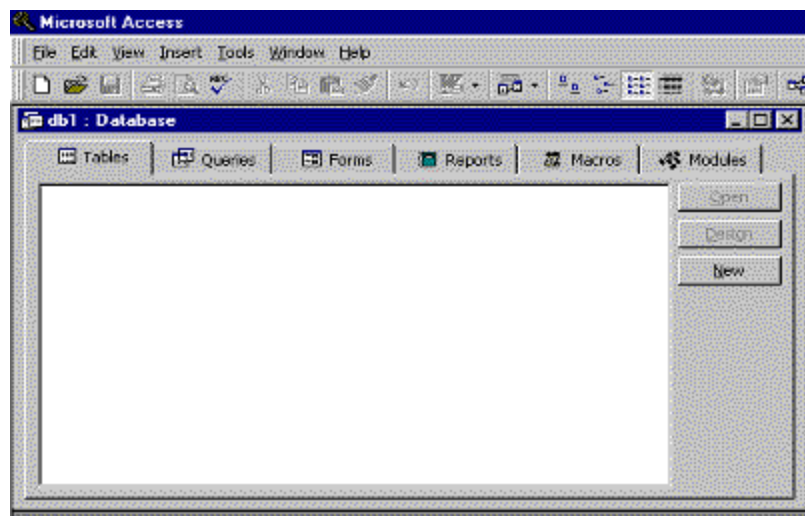 Microsoft Access
File Edit View Insert Tools Window Help
db1 : Database
Tables Queries Forms Reports Macros Modules
Open
Design
New